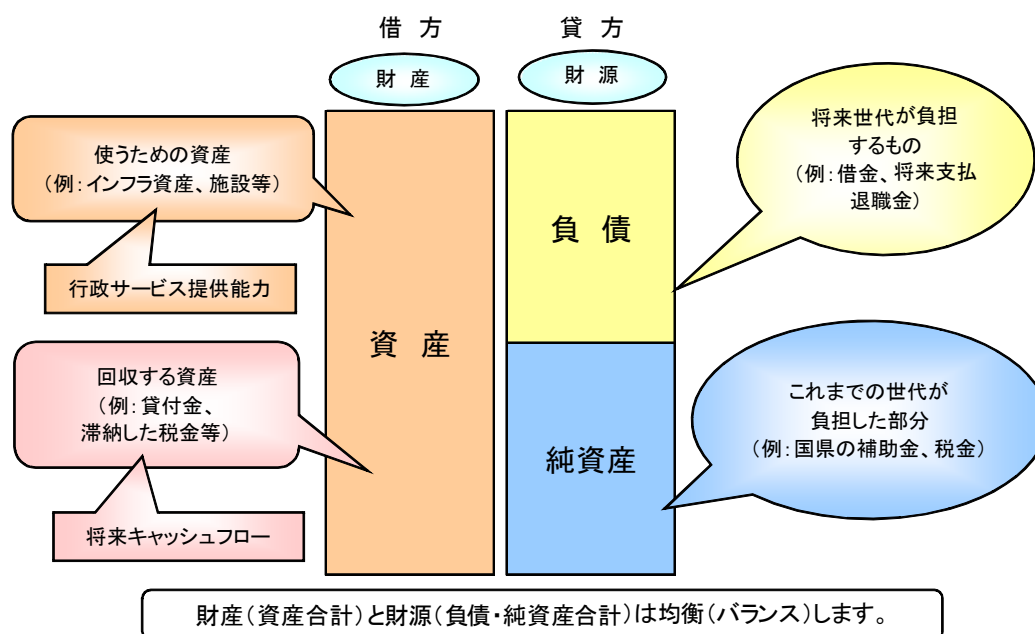 借 方
貸 方
財 産
財 源
使うための資産
（例：インフラ資産、施設等）
行政サービス提供能力
回収する資産
（例：貸付金、
滞納した税金等）
将来キャッシュフロー
資 産
負 債
純資産
将来世代が負担
するもの
（例：借金、将来支払
退職金）
これまでの世代が
負担した部分
（例：国県の補助金、税金）
財産（資産合計）と財源（負債・純資産合計）は均衡（バランス）します。